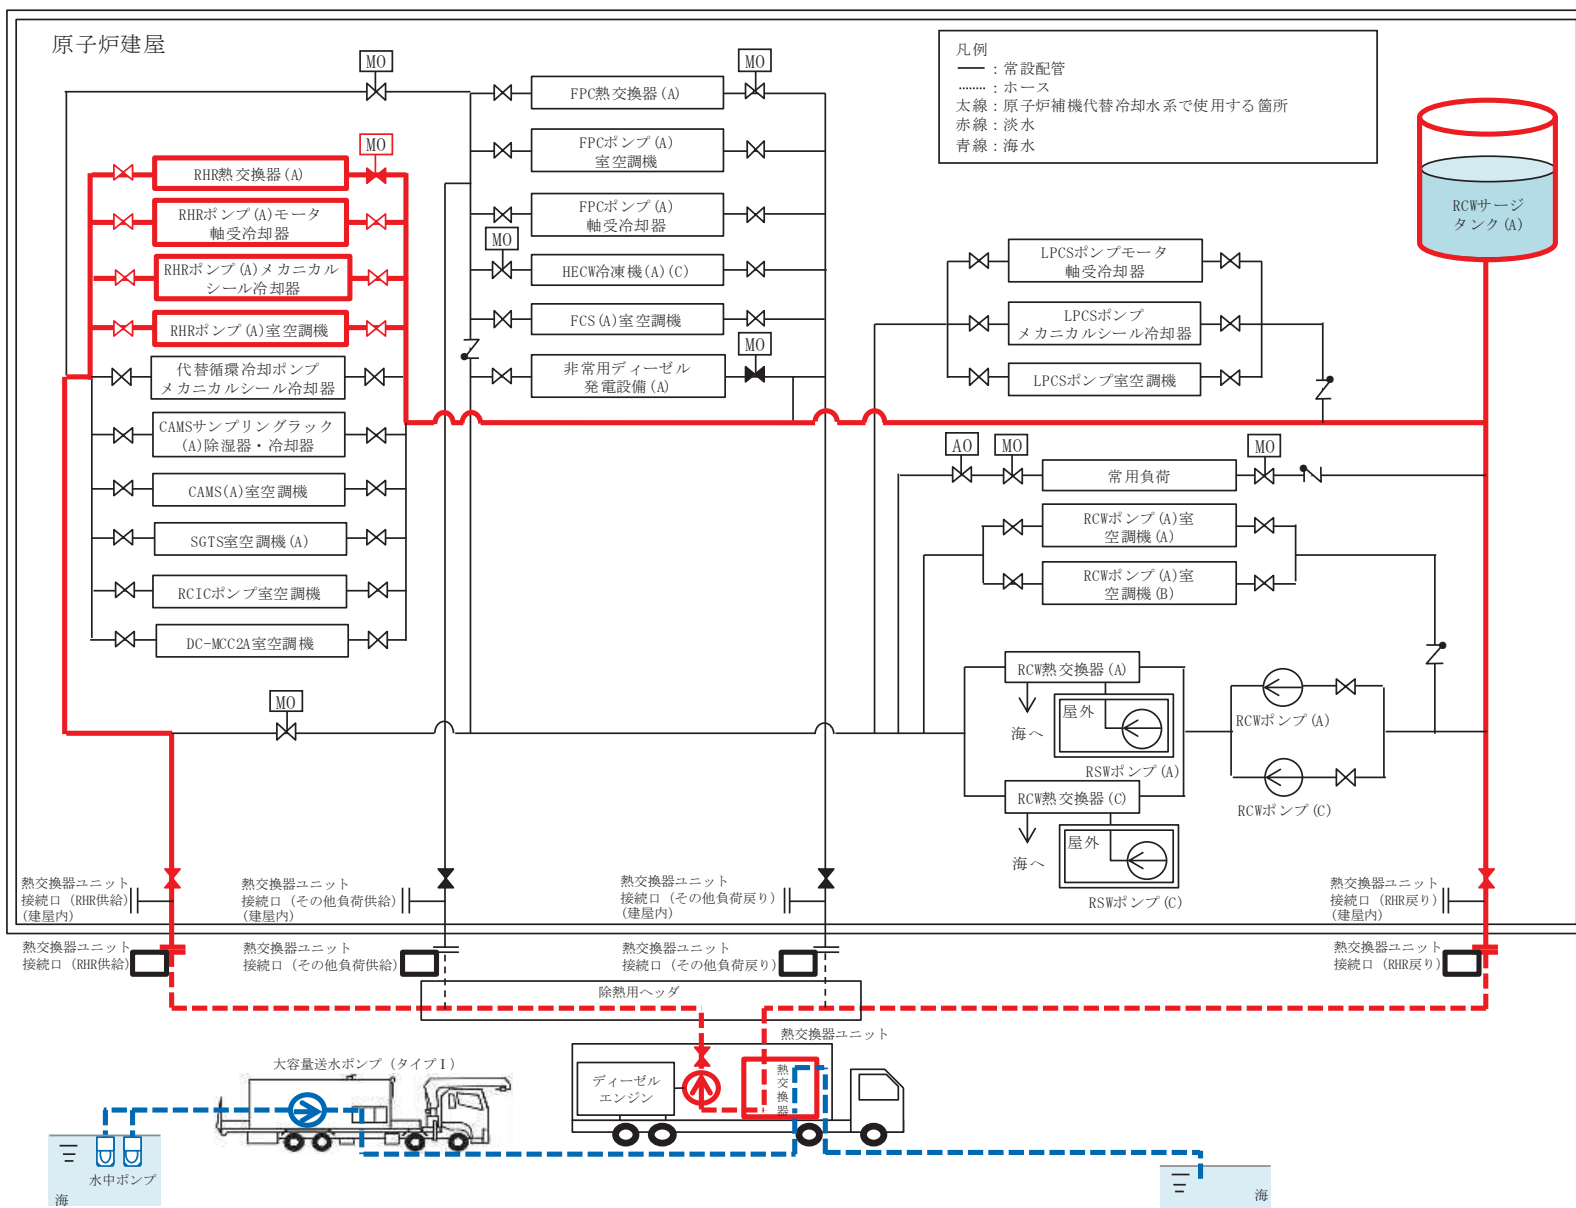 原子炉建屋
MO
MO
凡例
：常設配管
：ホース
太線：原子炉補機代替冷却水系で使用する箇所
赤線：淡水
青線：海水
FPC熱交換器(A)
MO
RHR熱交換器(A)
FPCポンプ(A)
室空調機
RHRポンプ(A)モータ
軸受冷却器
FPCポンプ(A)
軸受冷却器
RCWサージ
タンク(A)
MO
RHRポンプ(A)メカニカル
シール冷却器
HECW冷凍機(A)(C)
LPCSポンプモータ
軸受冷却器
RHRポンプ(A)室空調機
FCS(A)室空調機
LPCSポンプ
メカニカルシール冷却器
MO
代替循環冷却ポンプ
メカニカルシール冷却器
非常用ディーゼル
発電設備(A)
LPCSポンプ室空調機
CAMSサンプリングラック
(A)除湿器・冷却器
AO
MO
MO
常用負荷
CAMS(A)室空調機
RCWポンプ(A)室
空調機(A)
SGTS室空調機(A)
RCWポンプ(A)室
空調機(B)
RCICポンプ室空調機
DC-MCC2A室空調機
MO
RCW熱交換器(A)
海へ
屋外
RSWポンプ(A)
RCWポンプ(A)
RCW熱交換器(C)
海へ
屋外
RSWポンプ(C)
RCWポンプ(C)
熱交換器ユニット
接続口（RHR供給）
(建屋内)
熱交換器ユニット
接続口（その他負荷供給）
(建屋内)
熱交換器ユニット
接続口（その他負荷戻り）
(建屋内)
熱交換器ユニット
接続口（RHR戻り）
(建屋内)
熱交換器ユニット
接続口（RHR供給）
熱交換器ユニット
接続口（その他負荷供給）
熱交換器ユニット
接続口（その他負荷戻り）
熱交換器ユニット
接続口（RHR戻り）
除熱用ヘッダ
熱交換器ユニット
大容量送水ポンプ（タイプⅠ）
ディーゼル
エンジン
熱交換器
水中ポンプ
海
海